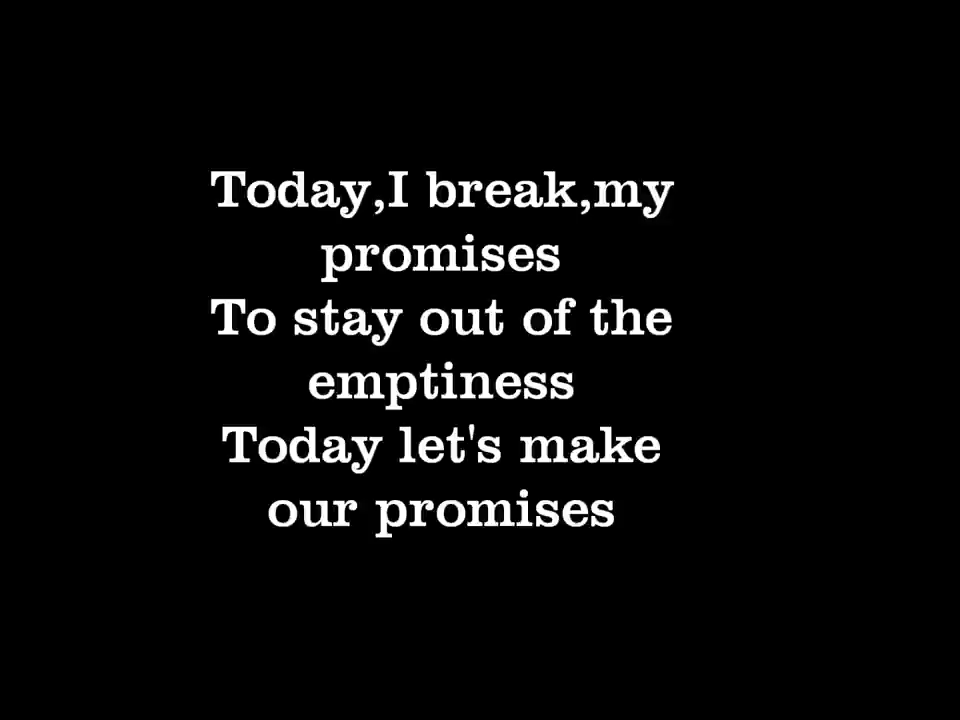 Today,I break,my
promises
To stay out of the
emptiness
Today let's make
our promises